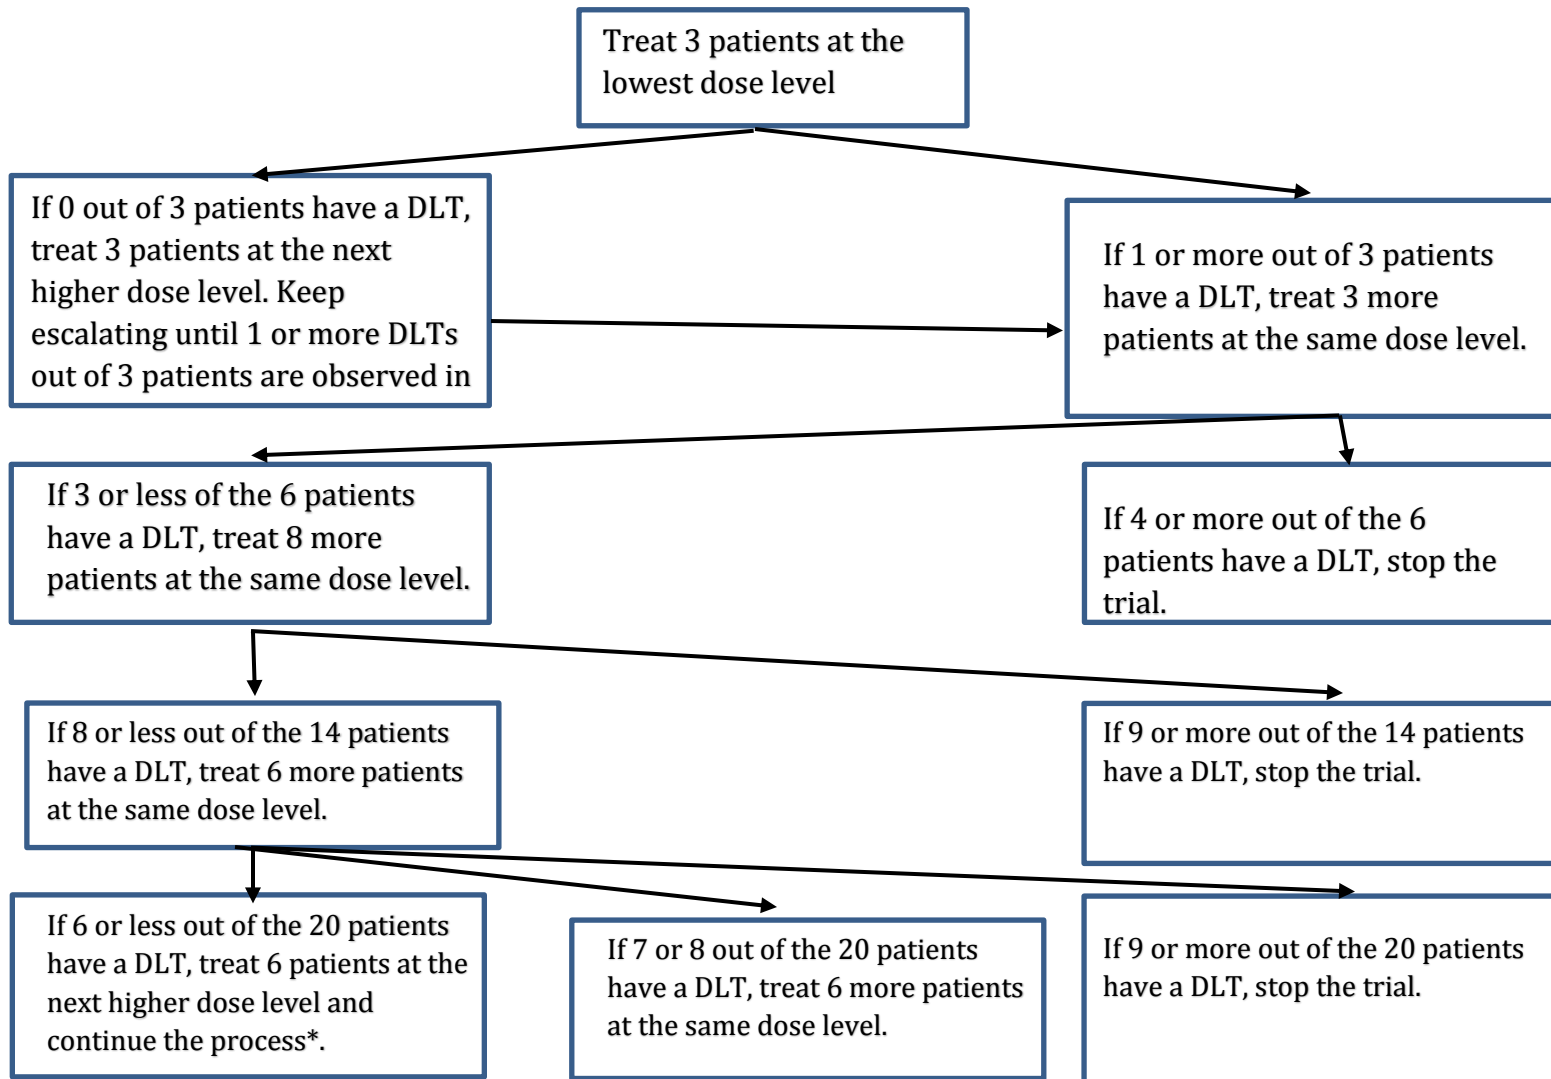 Treat 3 patients at the
lowest dose level
If 0 out of 3 patients have a DLT,
treat 3 patients at the next
higher dose level. Keep
escalating until 1 or more DLTs
out of 3 patients are observed in
If 1 or more out of 3 patients
have a DLT, treat 3 more
patients at the same dose level.
If 3 or less of the 6 patients
have a DLT, treat 8 more
patients at the same dose level.
If 4 or more out of the 6
patients have a DLT, stop the
trial.
If 8 or less out of the 14 patients
have a DLT, treat 6 more patients
at the same dose level.
If 9 or more out of the 14 patients
have a DLT, stop the trial.
If 6 or less out of the 20 patients
have a DLT, treat 6 patients at the
next higher dose level and
continue the process*.
If 7 or 8 out of the 20 patients
have a DLT, treat 6 more patients
at the same dose level.
If 9 or more out of the 20 patients
have a DLT, stop the trial.